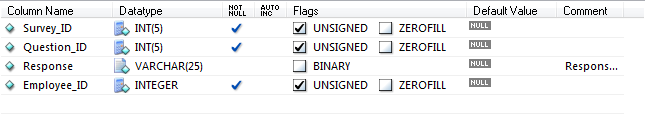 Column Name Datatype NOT NULL AUTO INC Flags Default Value Comment
Survey_ID INT(5) UNSIGNED ZEROFILL NULL
Question_ID INT(5) UNSIGNED ZEROFILL NULL
Response VARCHAR(25) BINARY NULL Respons...
Employee_ID INTEGER UNSIGNED ZEROFILL NULL